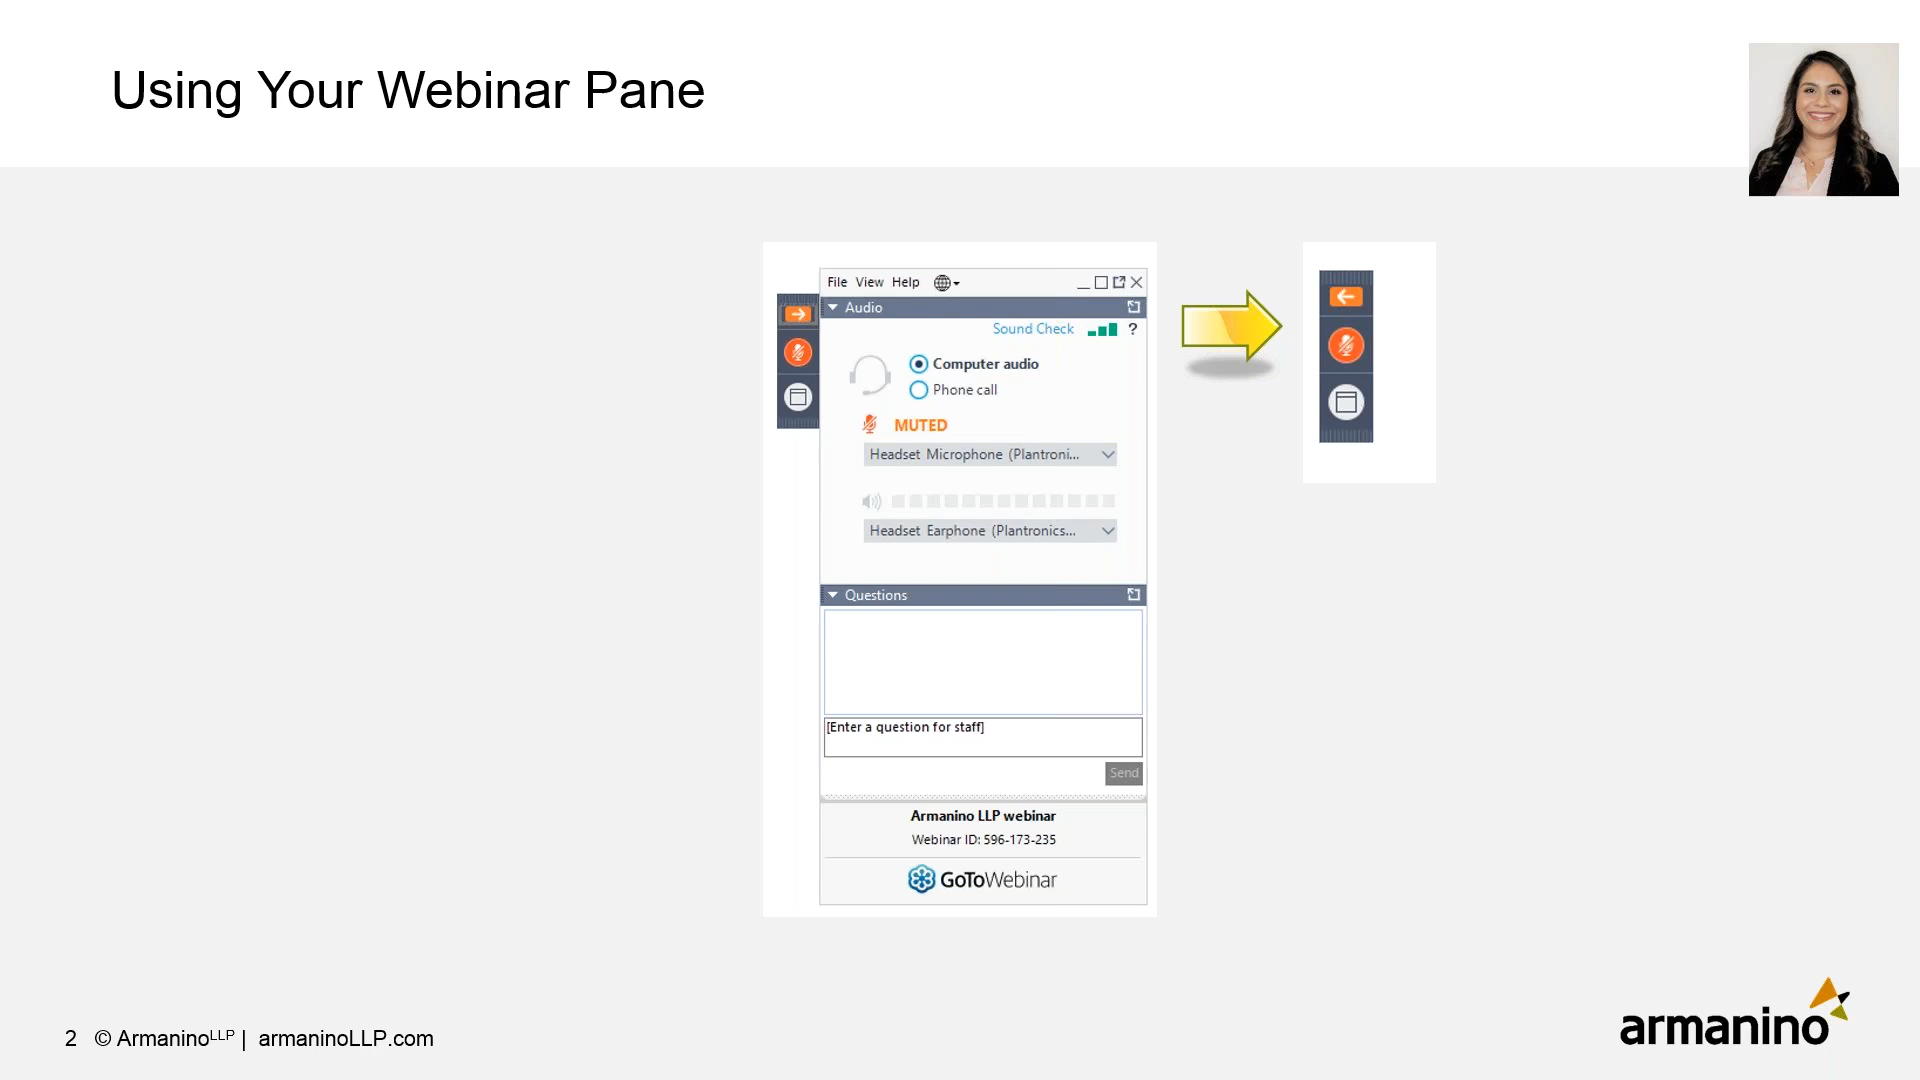 Using Your Webinar Pane
File View Help
Audio
Sound Check ?
Computer audio
Phone call
MUTED
Headset Microphone (Plantroni...
Headset Earphone (Plantronics...
Questions
[Enter a question for staff]
Send
Armanino LLP webinar
Webinar ID: 596-173-235
GoToWebinar
2 © ArmaninoLLP | armaninoLLP.com
armanino